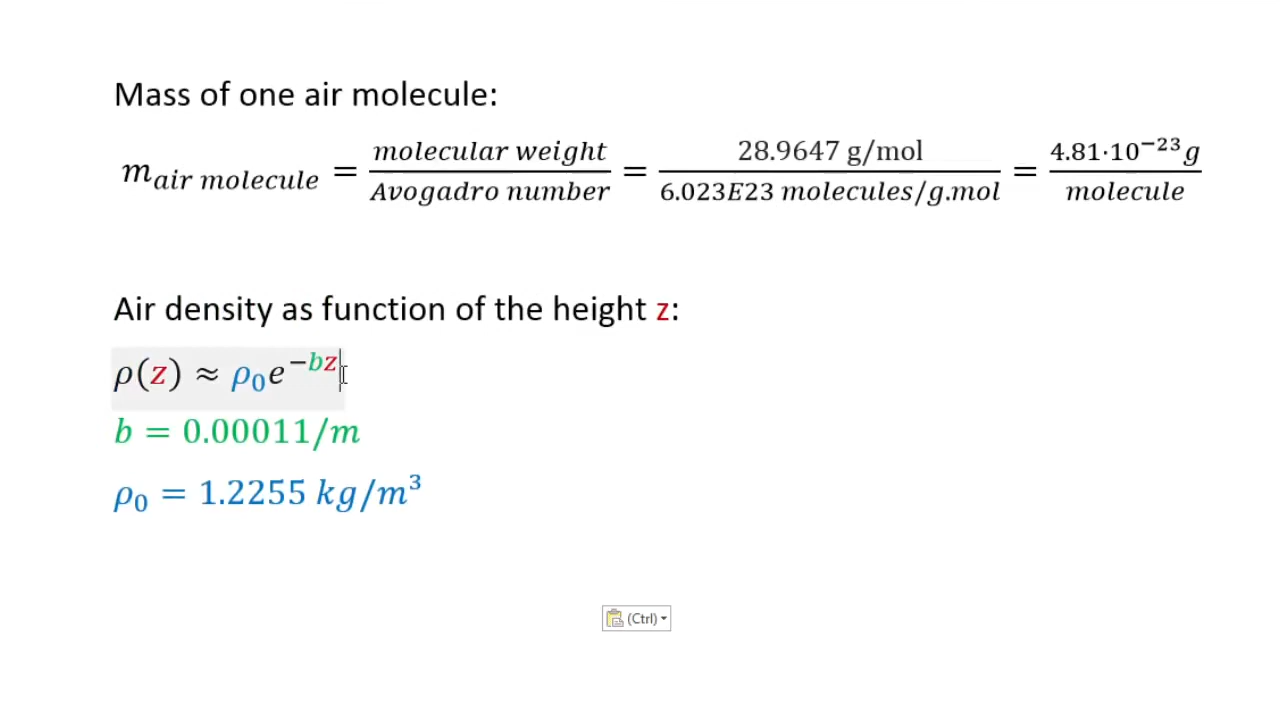 Mass of one air molecule:
m_air molecule = molecular weight / Avogadro number = 28.9647 g/mol / 6.023E23 molecules/g.mol = 4.81·10⁻²³g / molecule
Air density as function of the height z:
ρ(z) ≈ ρ₀e^(−bz)
b = 0.00011/m
ρ₀ = 1.2255 kg/m³
(Ctrl)